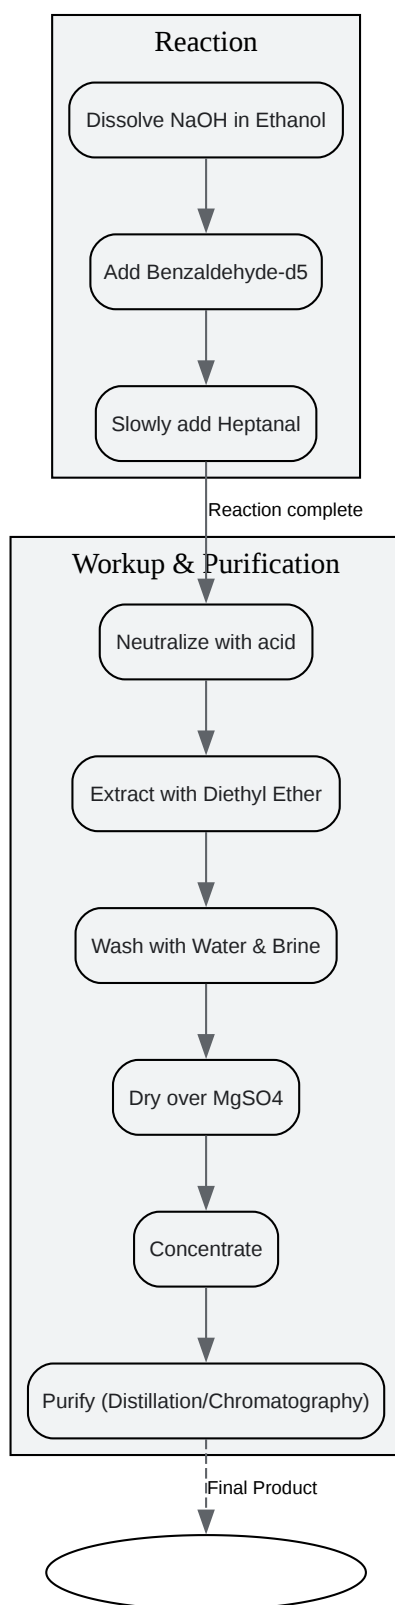 Reaction
Dissolve NaOH in Ethanol
Add Benzaldehyde-d5
Slowly add Heptanal
Reaction complete
Workup & Purification
Neutralize with acid
Extract with Diethyl Ether
Wash with Water & Brine
Dry over MgSO4
Concentrate
Purify (Distillation/Chromatography)
Final Product